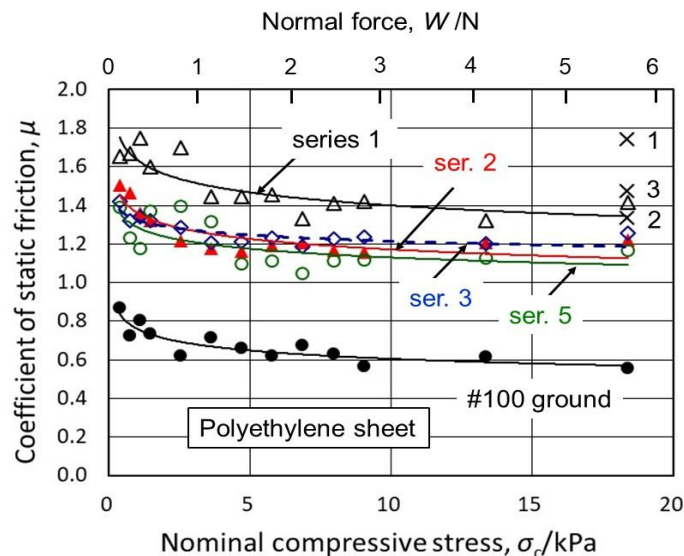 Normal force, W /N
0 1 2 3 4 5 6
2.0
1.8
1.6
1.4
1.2
1.0
0.8
0.6
0.4
0.2
0.0
Coefficient of static friction, μ
series 1
ser. 2
ser. 3
ser. 5
1
3
2
#100 ground
Polyethylene sheet
0 5 10 15 20
Nominal compressive stress, σc/kPa